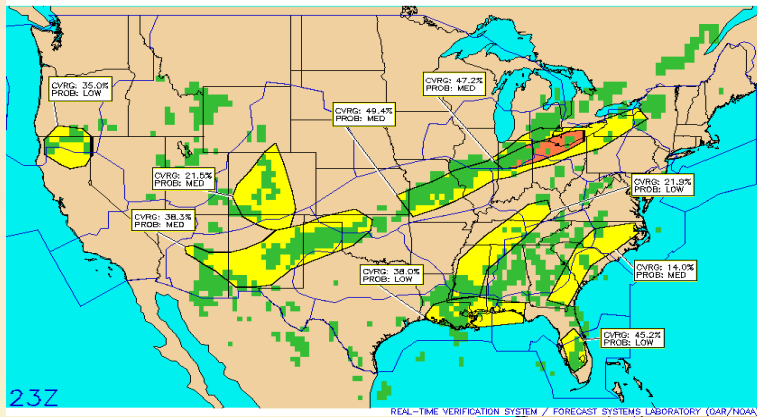 CVRG: 47.2%
PROB: MED
CVRG: 35.0%
PROB: LOW
CVRG: 49.4%
PROB: MED
CVRG: 21.5%
PROB: MED
CVRG: 21.9%
PROB: LOW
CVRG: 38.3%
PROB: MED
CVRG: 38.0%
PROB: LOW
CVRG: 14.0%
PROB: MED
CVRG: 45.2%
PROB: LOW
23Z
REAL-TIME VERIFICATION SYSTEM / FORECAST SYSTEMS LABORATORY (OAR/NOAA